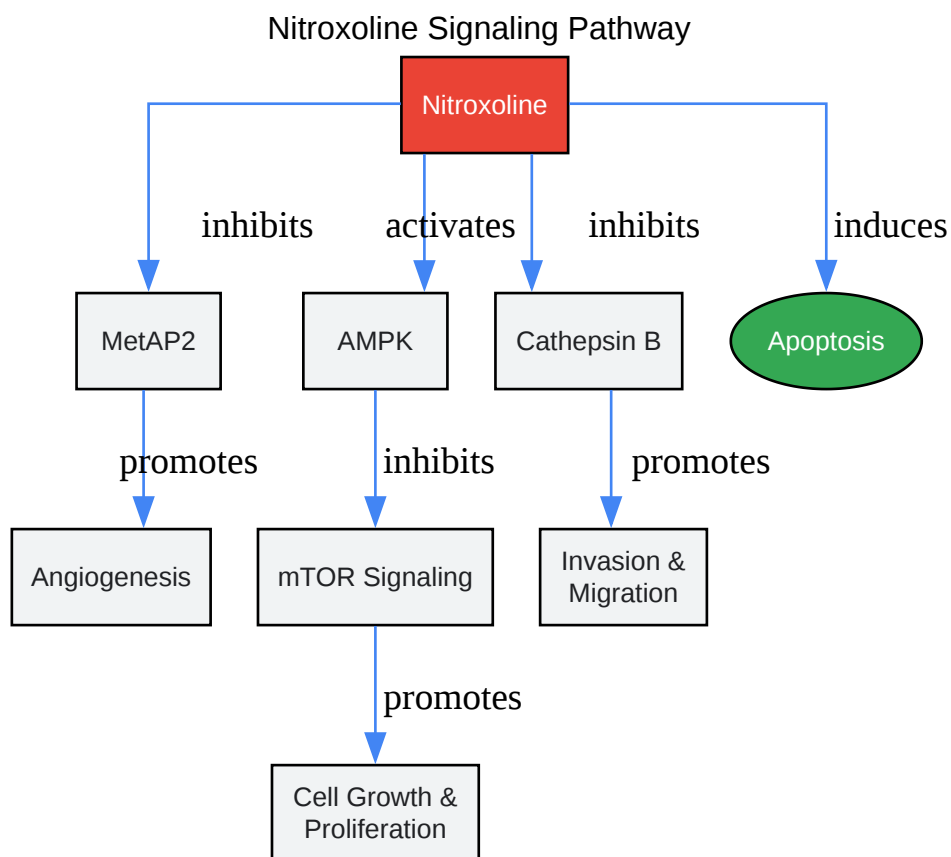 Nitroxoline Signaling Pathway
Nitroxoline
inhibits
activates
inhibits
induces
MetAP2
AMPK
Cathepsin B
Apoptosis
promotes
inhibits
promotes
Angiogenesis
mTOR Signaling
Invasion &
Migration
promotes
Cell Growth &
Proliferation